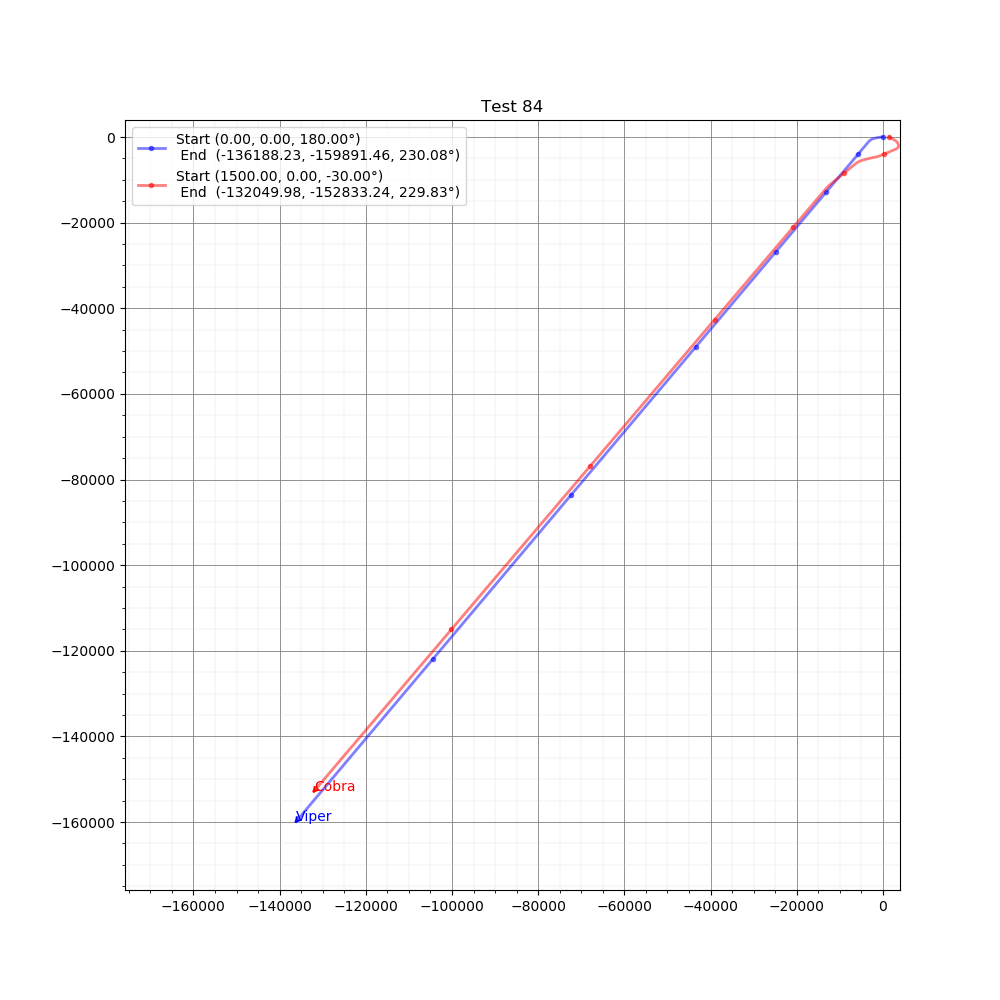 Test 84
Start (0.00, 0.00, 180.00°)
End  (-136188.23, -159891.46, 230.08°)
Start (1500.00, 0.00, -30.00°)
End  (-132049.98, -152833.24, 229.83°)
0
−20000
−40000
−60000
−80000
−100000
−120000
−140000
−160000
Cobra
Viper
−160000 −140000 −120000 −100000 −80000 −60000 −40000 −20000 0